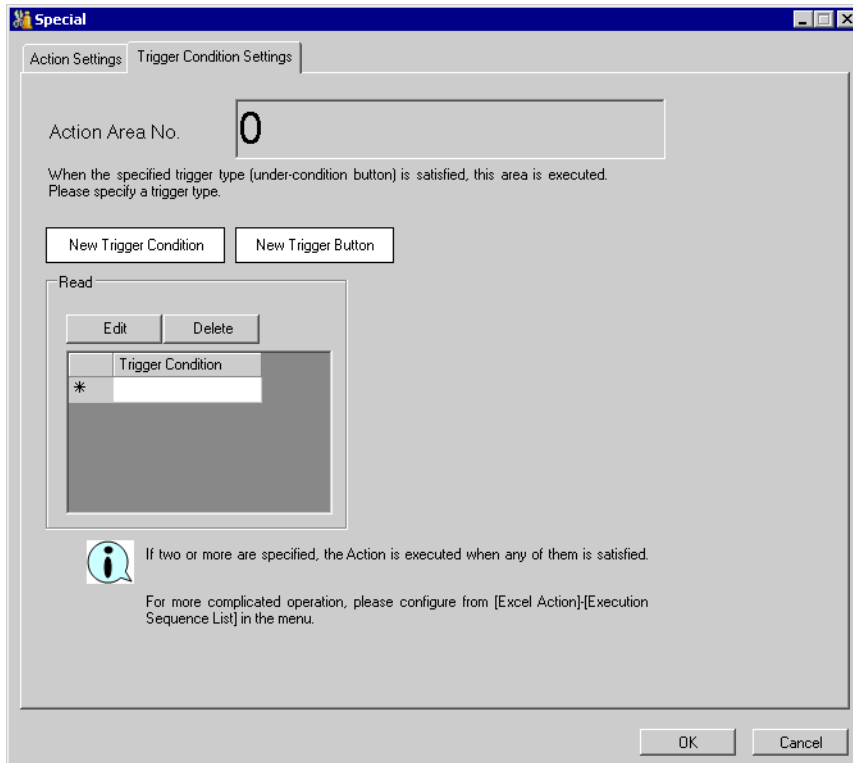 Special
Action Settings
Trigger Condition Settings
Action Area No.
0
When the specified trigger type (under-condition button) is satisfied, this area is executed.
Please specify a trigger type.
New Trigger Condition
New Trigger Button
Read
Edit
Delete
Trigger Condition
*
If two or more are specified, the Action is executed when any of them is satisfied.
For more complicated operation, please configure from [Excel Action]-[Execution
Sequence List] in the menu.
OK
Cancel